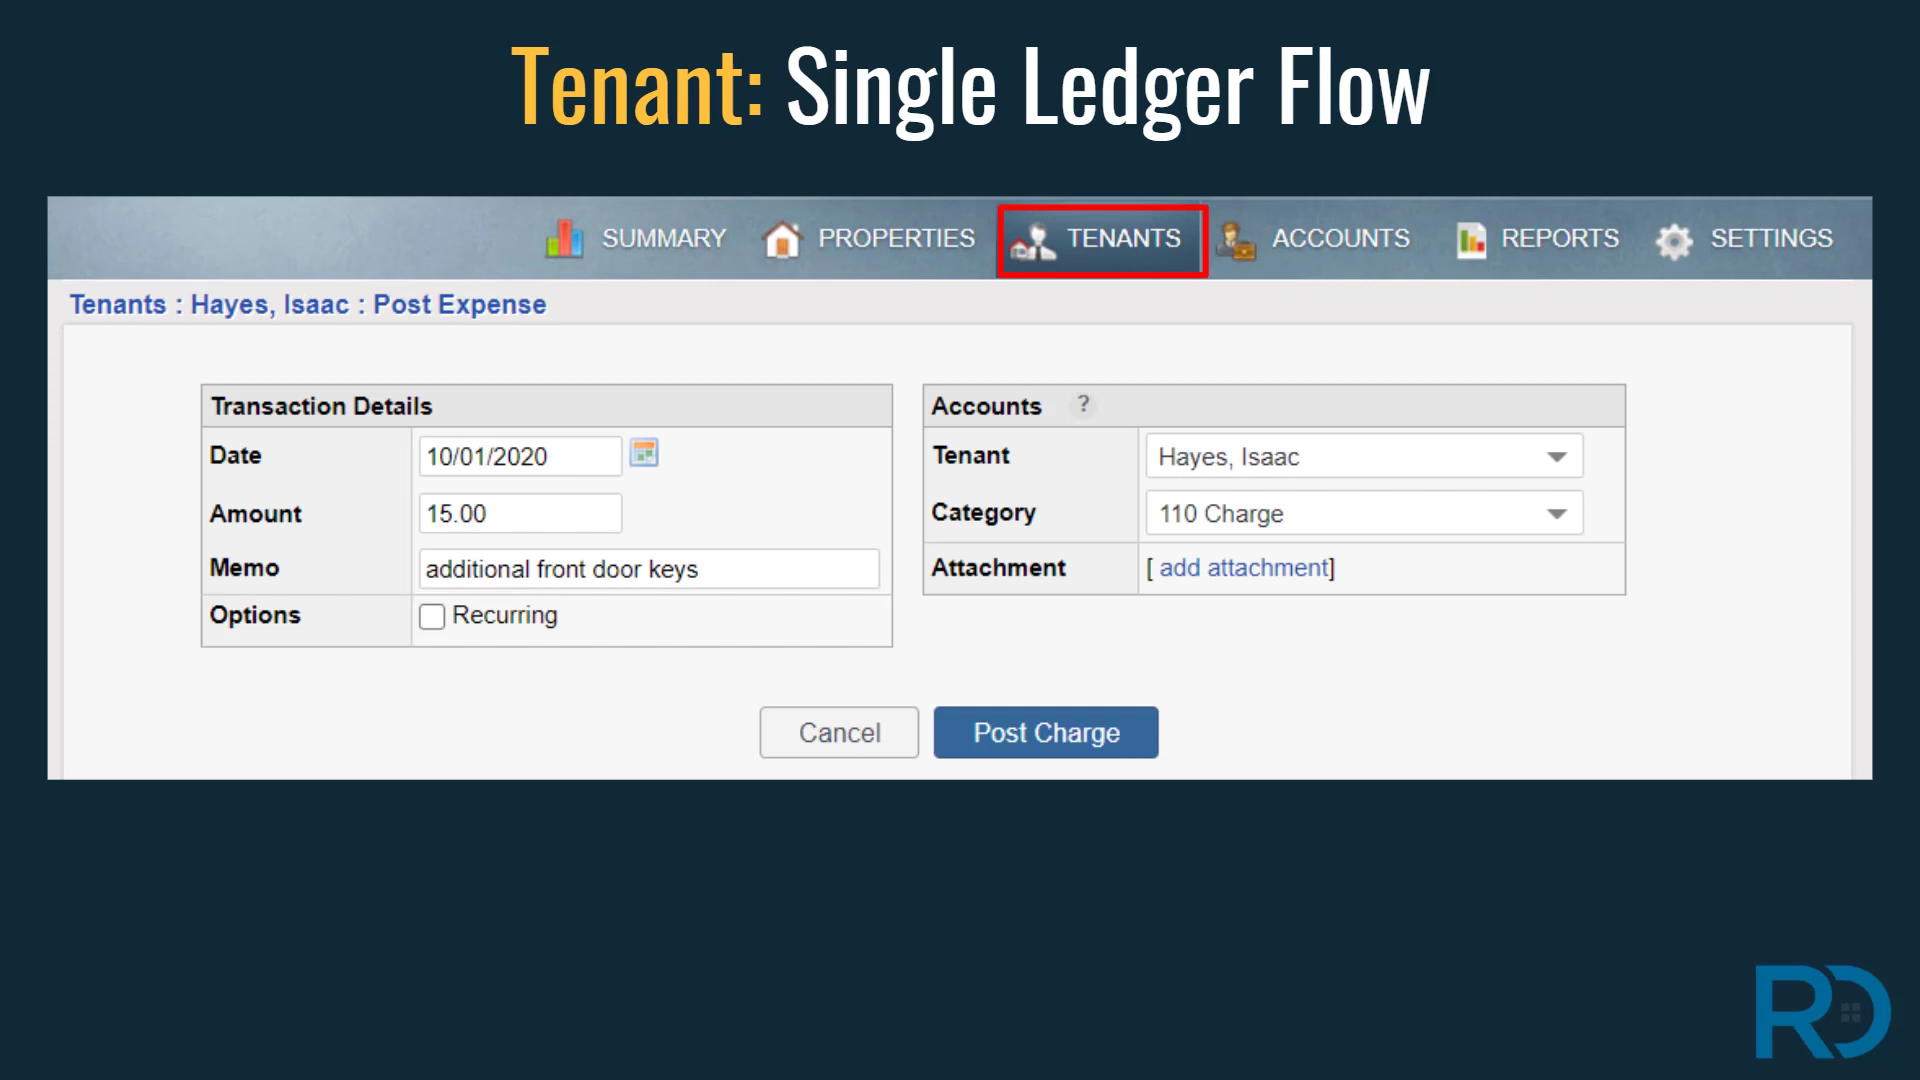 Tenant: Single Ledger Flow
SUMMARY PROPERTIES TENANTS ACCOUNTS REPORTS SETTINGS
Tenants : Hayes, Isaac : Post Expense
Transaction Details
Date 10/01/2020
Amount 15.00
Memo additional front door keys
Options Recurring
Accounts ?
Tenant Hayes, Isaac
Category 110 Charge
Attachment [ add attachment]
Cancel Post Charge
RD